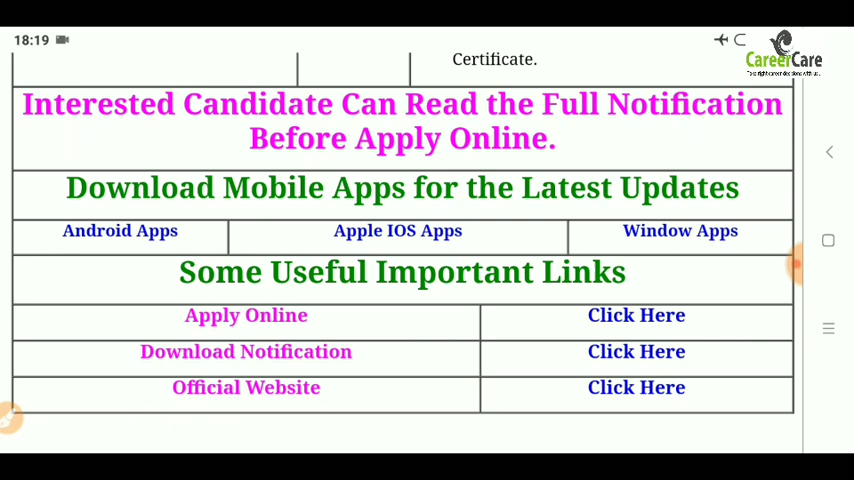 18:19
CareerCare
Certificate.
Interested Candidate Can Read the Full Notification
Before Apply Online.
Download Mobile Apps for the Latest Updates
Android Apps Apple IOS Apps Window Apps
Some Useful Important Links
Apply Online Click Here
Download Notification Click Here
Official Website Click Here